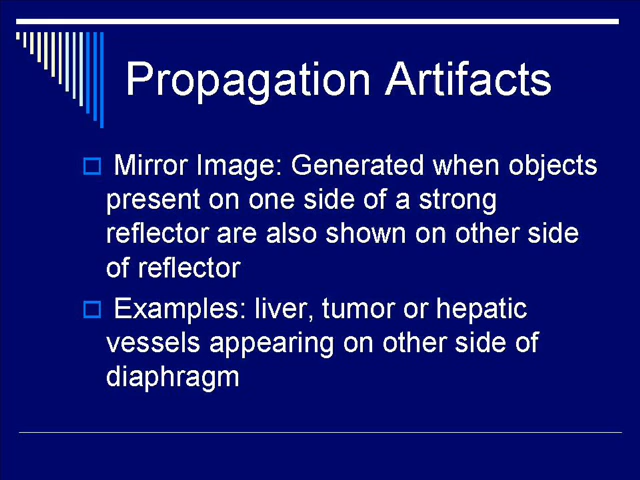 Propagation Artifacts
Mirror Image: Generated when objects
present on one side of a strong
reflector are also shown on other side
of reflector
Examples: liver, tumor or hepatic
vessels appearing on other side of
diaphragm